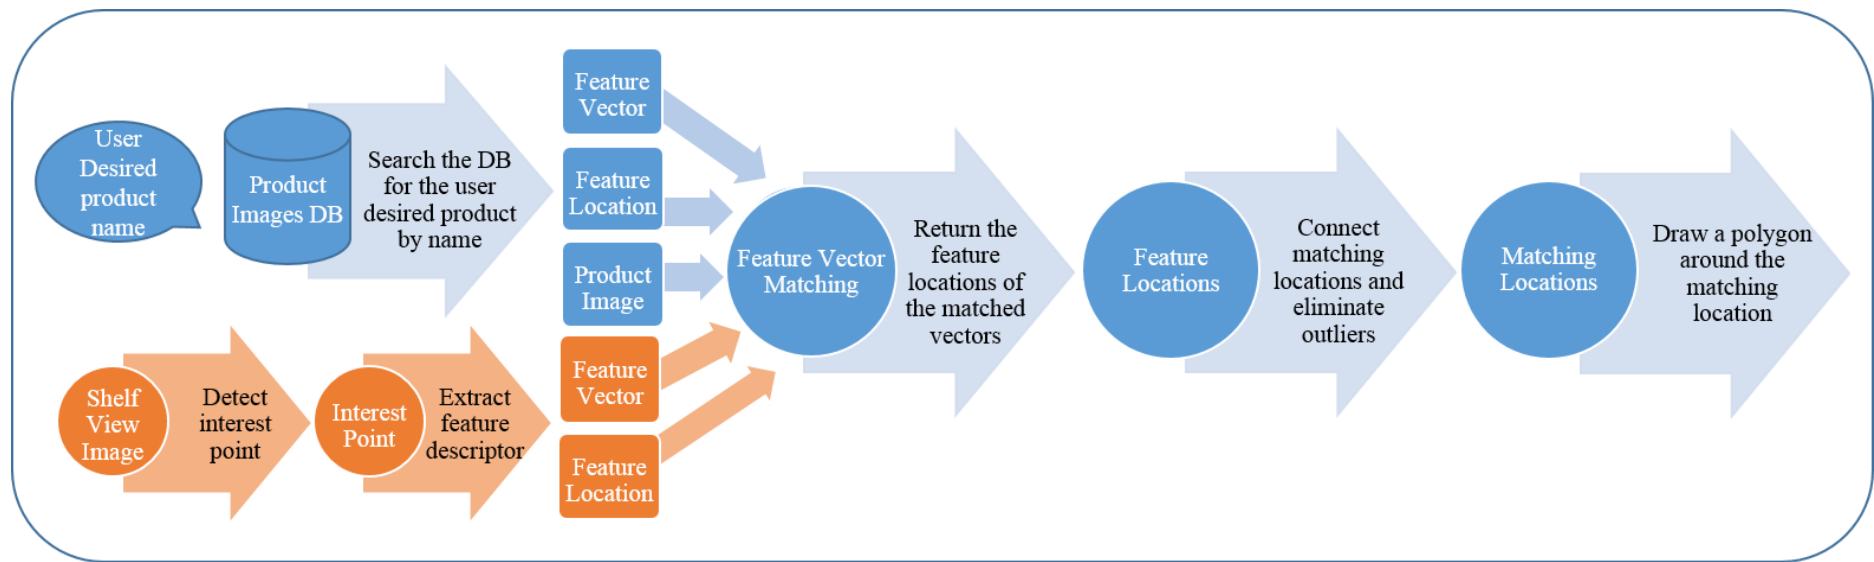 User
Desired
product
name
Product
Images DB
Search the DB
for the user
desired product
by name
Feature
Vector
Feature
Location
Product
Image
Shelf
View
Image
Detect
interest
point
Interest
Point
Extract
feature
descriptor
Feature
Vector
Feature
Location
Feature Vector
Matching
Return the
feature
locations of
the matched
vectors
Feature
Locations
Connect
matching
locations and
eliminate
outliers
Matching
Locations
Draw a polygon
around the
matching
location